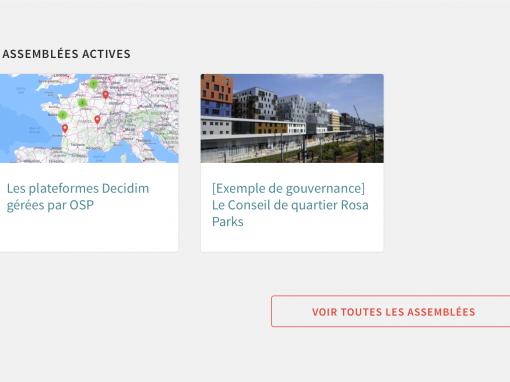 ASSEMBLÉES ACTIVES
Les plateformes Decidim
gérées par OSP
[Exemple de gouvernance]
Le Conseil de quartier Rosa
Parks
VOIR TOUTES LES ASSEMBLÉES